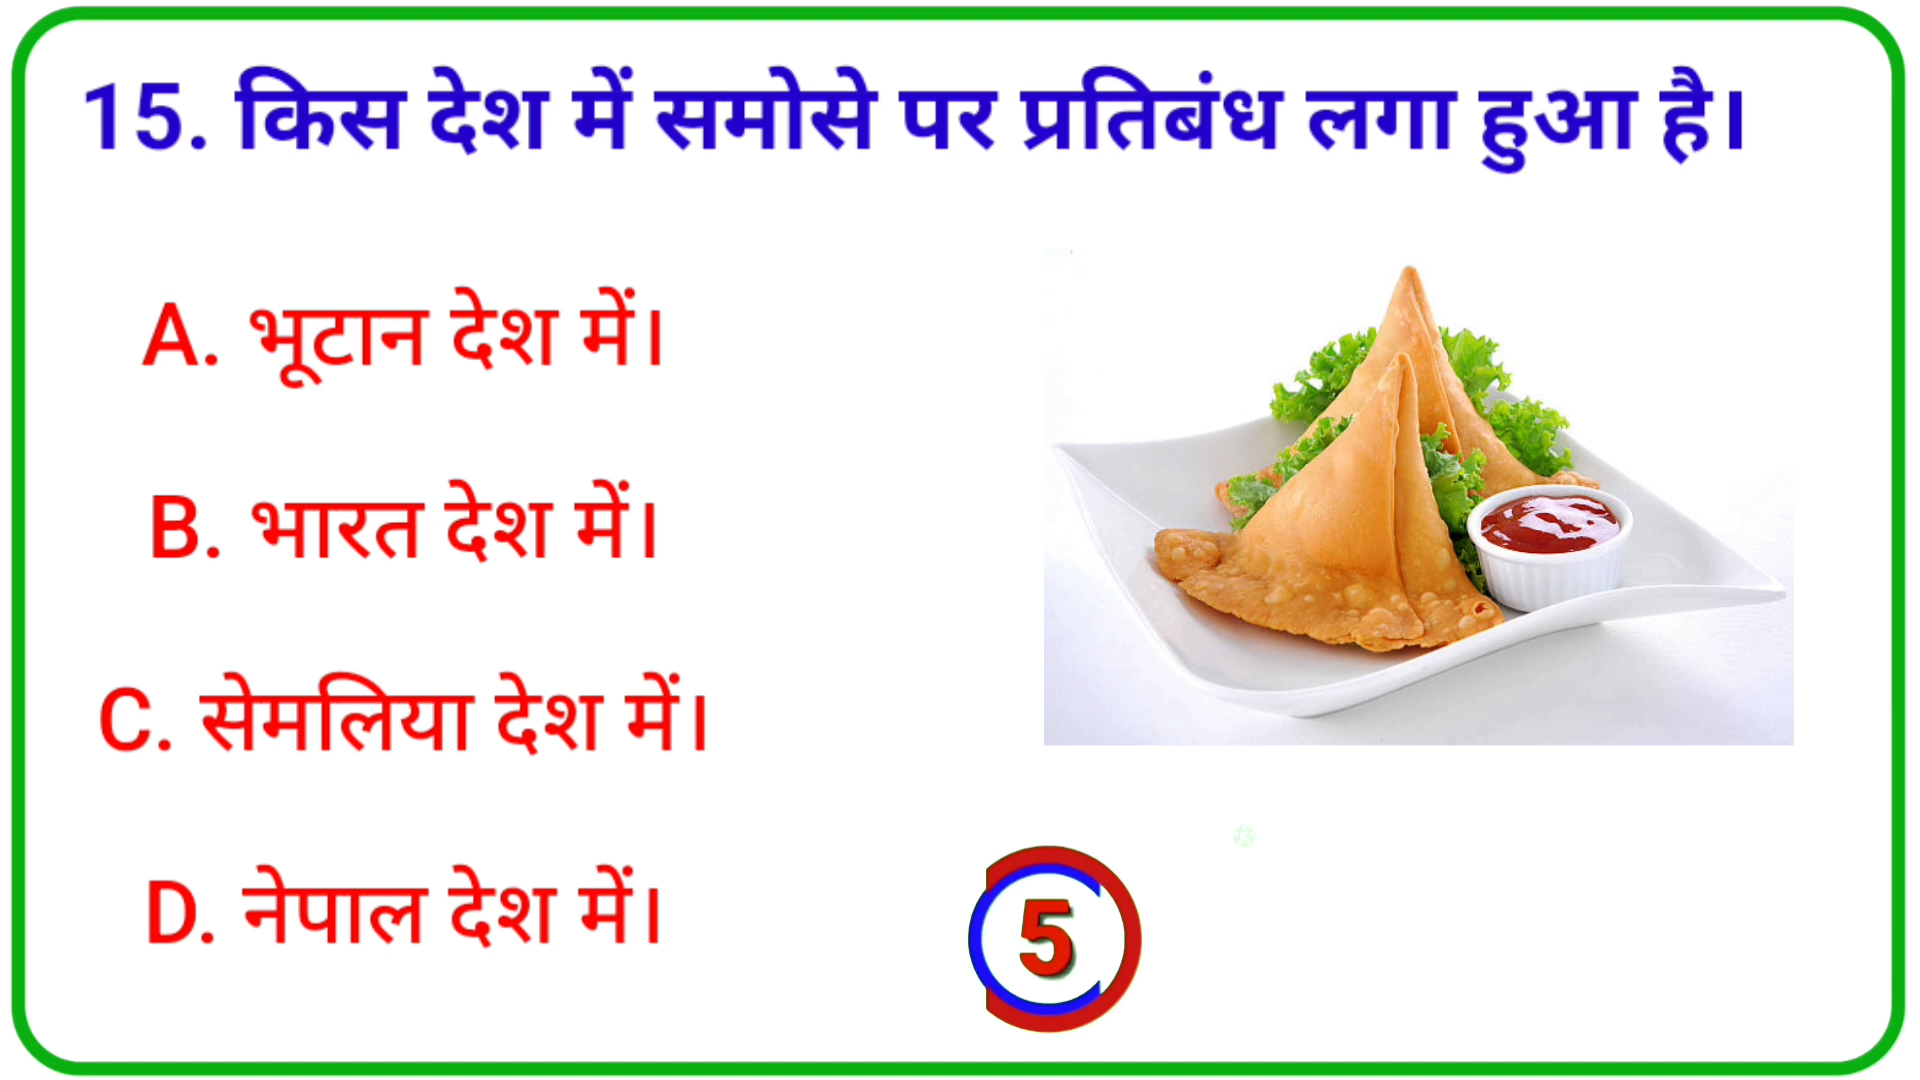 15. किस देश में समोसे पर प्रतिबंध लगा हुआ है।
A. भूटान देश में।
B. भारत देश में।
C. सेमलिया देश में।
D. नेपाल देश में।
5